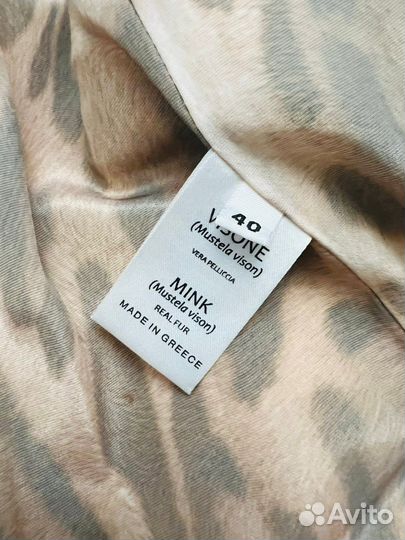 40
VISONE
(Mustela vison)
VERA PELLICCIA
MINK
(Mustela vison)
REAL FUR
MADE IN GREECE
Avito